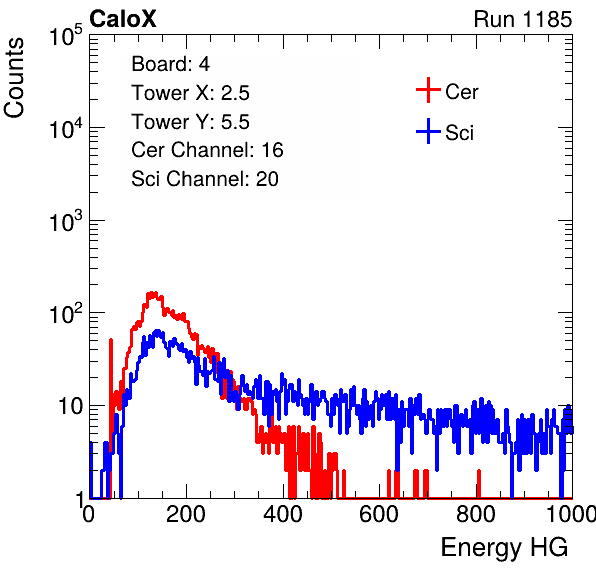 CaloX Run 1185
Counts
10^5
10^4
10^3
10^2
10
1
Board: 4
Tower X: 2.5
Tower Y: 5.5
Cer Channel: 16
Sci Channel: 20
Cer
Sci
0 200 400 600 800 1000
Energy HG